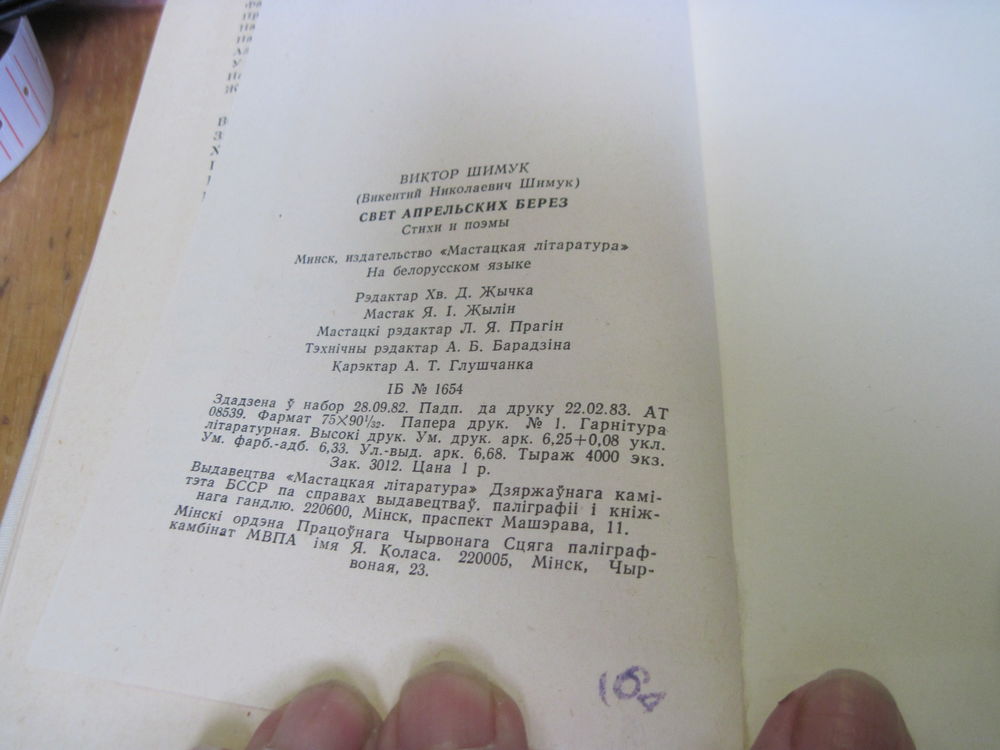 ВИКТОР ШИМУК
(Викентий Николаевич Шимук)
СВЕТ АПРЕЛЬСКИХ БЕРЕЗ
Стихи и поэмы
Минск, издательство «Мастацкая літаратура»
На белорусском языке
Рэдактар Хв. Д. Жычка
Мастак Я. І. Жылін
Мастацкі рэдактар Л. Я. Прагін
Тэхнічны рэдактар А. Б. Барадзіна
Карэктар А. Т. Глушчанка
ІБ № 1654
Здадзена ў набор 28.09.82. Падп. да друку 22.02.83. АТ
08539. Фармат 75×90¹/₃₂. Папера друк. № 1. Гарнітура
літаратурная. Высокі друк. Ум. друк. арк. 6,25+0,08 укл.
Ум. фарб.-адб. 6,33. Ул.-выд. арк. 6,68. Тыраж 4000 экз.
Зак. 3012. Цана 1 р.
Выдавецтва «Мастацкая літаратура» Дзяржаўнага камі-
тэта БССР па справах выдавецтваў. паліграфіі і кніж-
нага гандлю. 220600, Мінск, праспект Машэрава, 11.
Мінскі ордэна Працоўнага Чырвонага Сцяга паліграф-
камбінат МВПА імя Я. Коласа. 220005, Мінск, Чыр-
воная, 23.